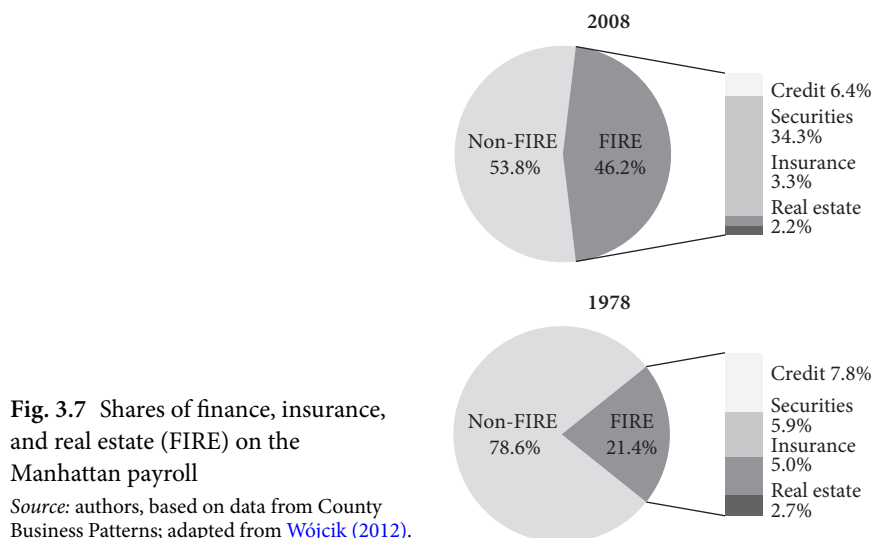 2008
Non-FIRE
53.8%
FIRE
46.2%
Credit 6.4%
Securities
34.3%
Insurance
3.3%
Real estate
2.2%
1978
Non-FIRE
78.6%
FIRE
21.4%
Credit 7.8%
Securities
5.9%
Insurance
5.0%
Real estate
2.7%
Fig. 3.7 Shares of finance, insurance,
and real estate (FIRE) on the
Manhattan payroll
Source: authors, based on data from County
Business Patterns; adapted from Wójcik (2012).